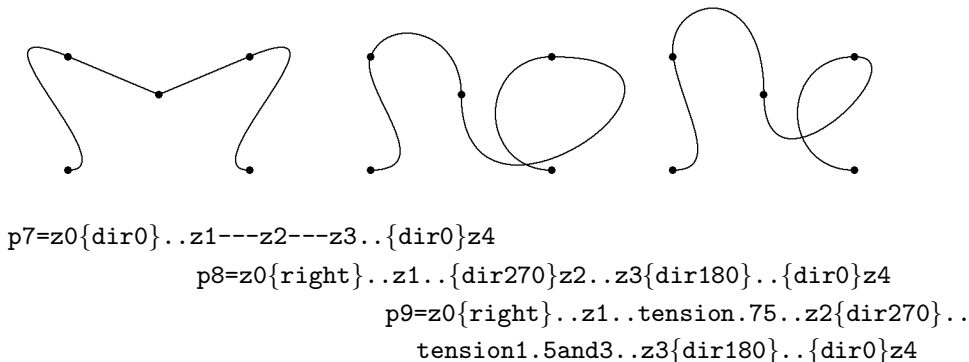 p7=z0{dir0}..z1---z2---z3..{dir0}z4
p8=z0{right}..z1..{dir270}z2..z3{dir180}..{dir0}z4
p9=z0{right}..z1..tension.75..z2{dir270}..
tension1.5and3..z3{dir180}..{dir0}z4